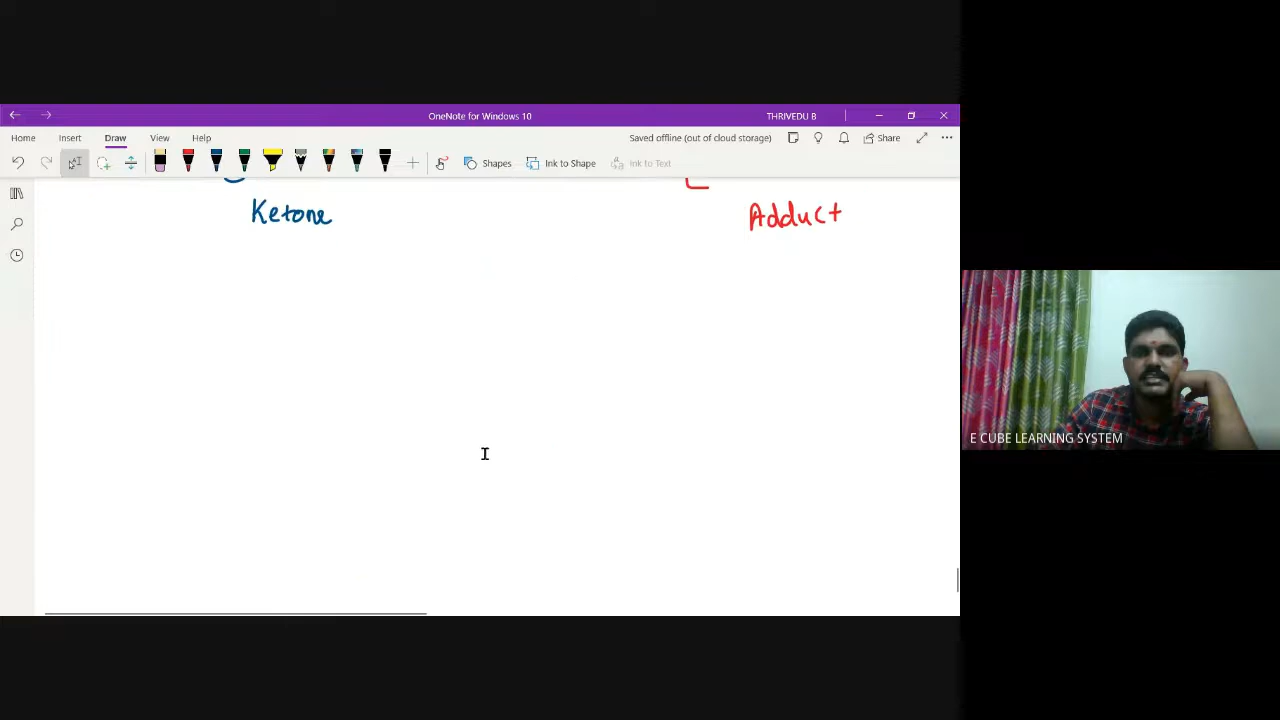 OneNote for Windows 10
THRIVEDU B
Home Insert Draw View Help
Saved offline (out of cloud storage)
Share
Shapes
Ink to Shape
Ink to Text
Ketone
Adduct
E CUBE LEARNING SYSTEM